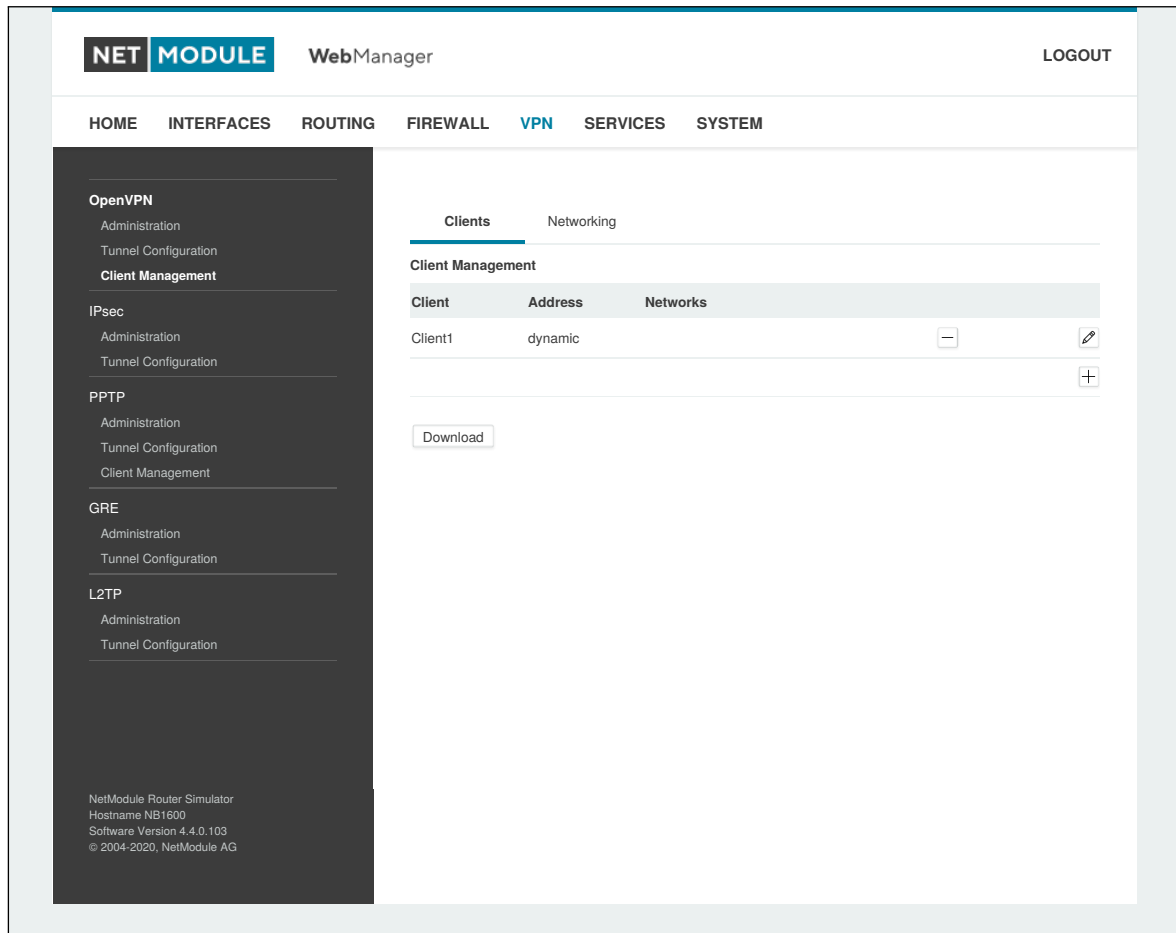 NET MODULE WebManager LOGOUT
HOME INTERFACES ROUTING FIREWALL VPN SERVICES SYSTEM
OpenVPN
Administration
Tunnel Configuration
Client Management
IPsec
Administration
Tunnel Configuration
PPTP
Administration
Tunnel Configuration
Client Management
GRE
Administration
Tunnel Configuration
L2TP
Administration
Tunnel Configuration
NetModule Router Simulator
Hostname NB1600
Software Version 4.4.0.103
© 2004-2020, NetModule AG
Clients Networking
Client Management
Client Address Networks
Client1 dynamic
Download